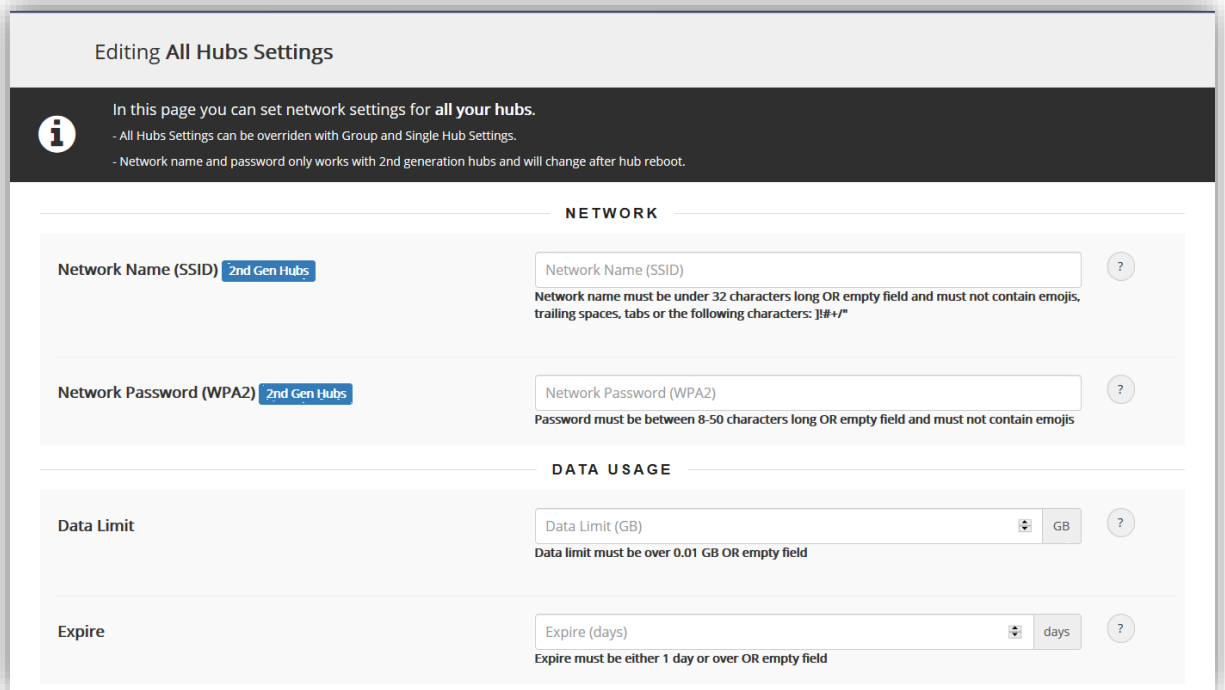 Editing All Hubs Settings
In this page you can set network settings for all your hubs.
- All Hubs Settings can be overriden with Group and Single Hub Settings.
- Network name and password only works with 2nd generation hubs and will change after hub reboot.
NETWORK
Network Name (SSID) 2nd Gen Hubs Network Name (SSID) ?
Network name must be under 32 characters long OR empty field and must not contain emojis,
trailing spaces, tabs or the following characters: ]!#+/"
Network Password (WPA2) 2nd Gen Hubs Network Password (WPA2) ?
Password must be between 8-50 characters long OR empty field and must not contain emojis
DATA USAGE
Data Limit Data Limit (GB) GB ?
Data limit must be over 0.01 GB OR empty field
Expire Expire (days) days ?
Expire must be either 1 day or over OR empty field